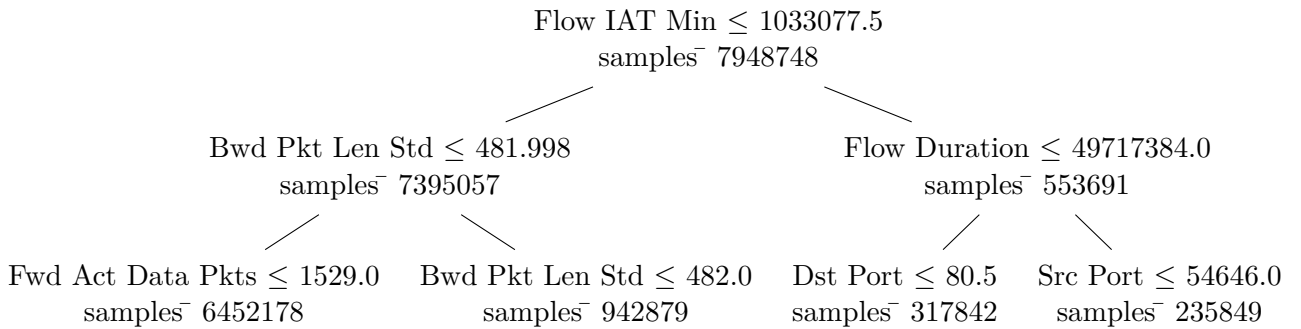 Flow IAT Min ≤ 1033077.5
samples¯ 7948748
Bwd Pkt Len Std ≤ 481.998
samples¯ 7395057
Flow Duration ≤ 49717384.0
samples¯ 553691
Fwd Act Data Pkts ≤ 1529.0
samples¯ 6452178
Bwd Pkt Len Std ≤ 482.0
samples¯ 942879
Dst Port ≤ 80.5
samples¯ 317842
Src Port ≤ 54646.0
samples¯ 235849